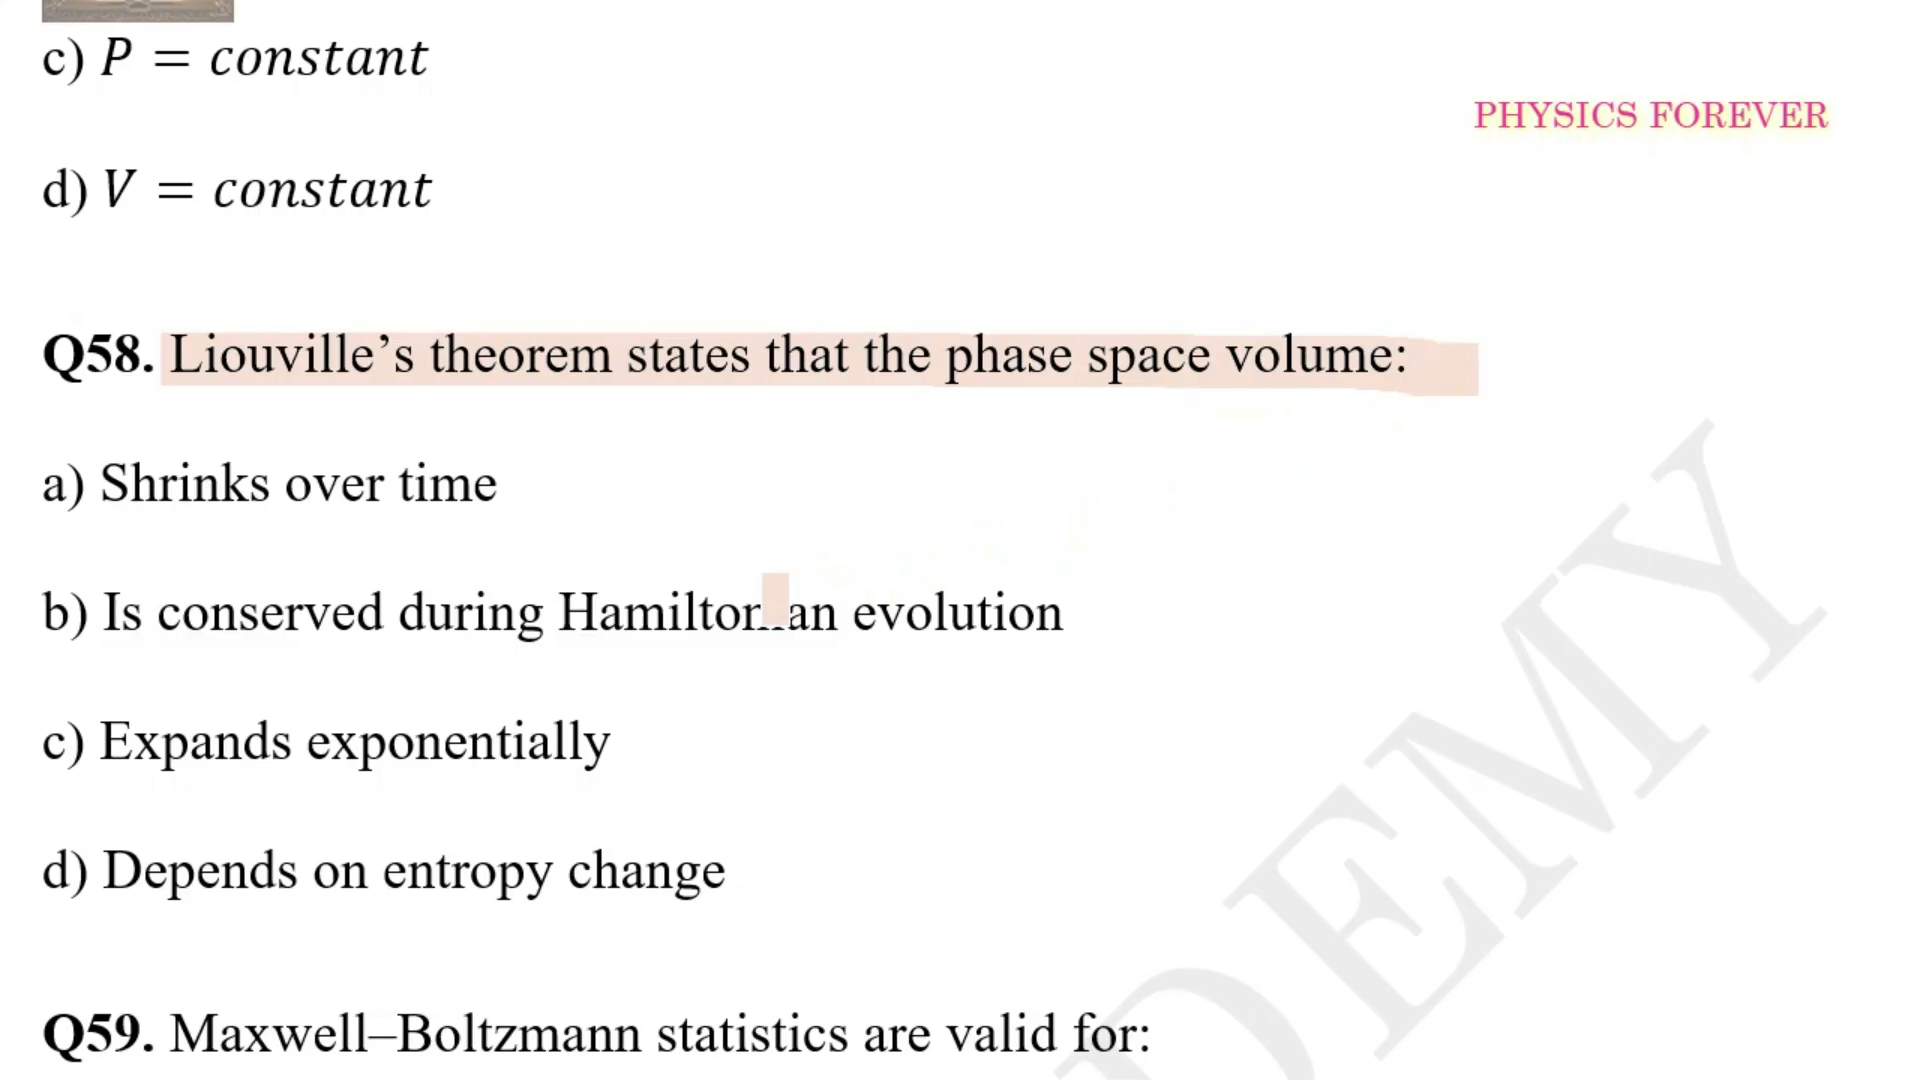 c) P = constant
PHYSICS FOREVER
d) V = constant
Q58. Liouville’s theorem states that the phase space volume:
a) Shrinks over time
b) Is conserved during Hamiltonian evolution
c) Expands exponentially
d) Depends on entropy change
Q59. Maxwell–Boltzmann statistics are valid for:
DEMY